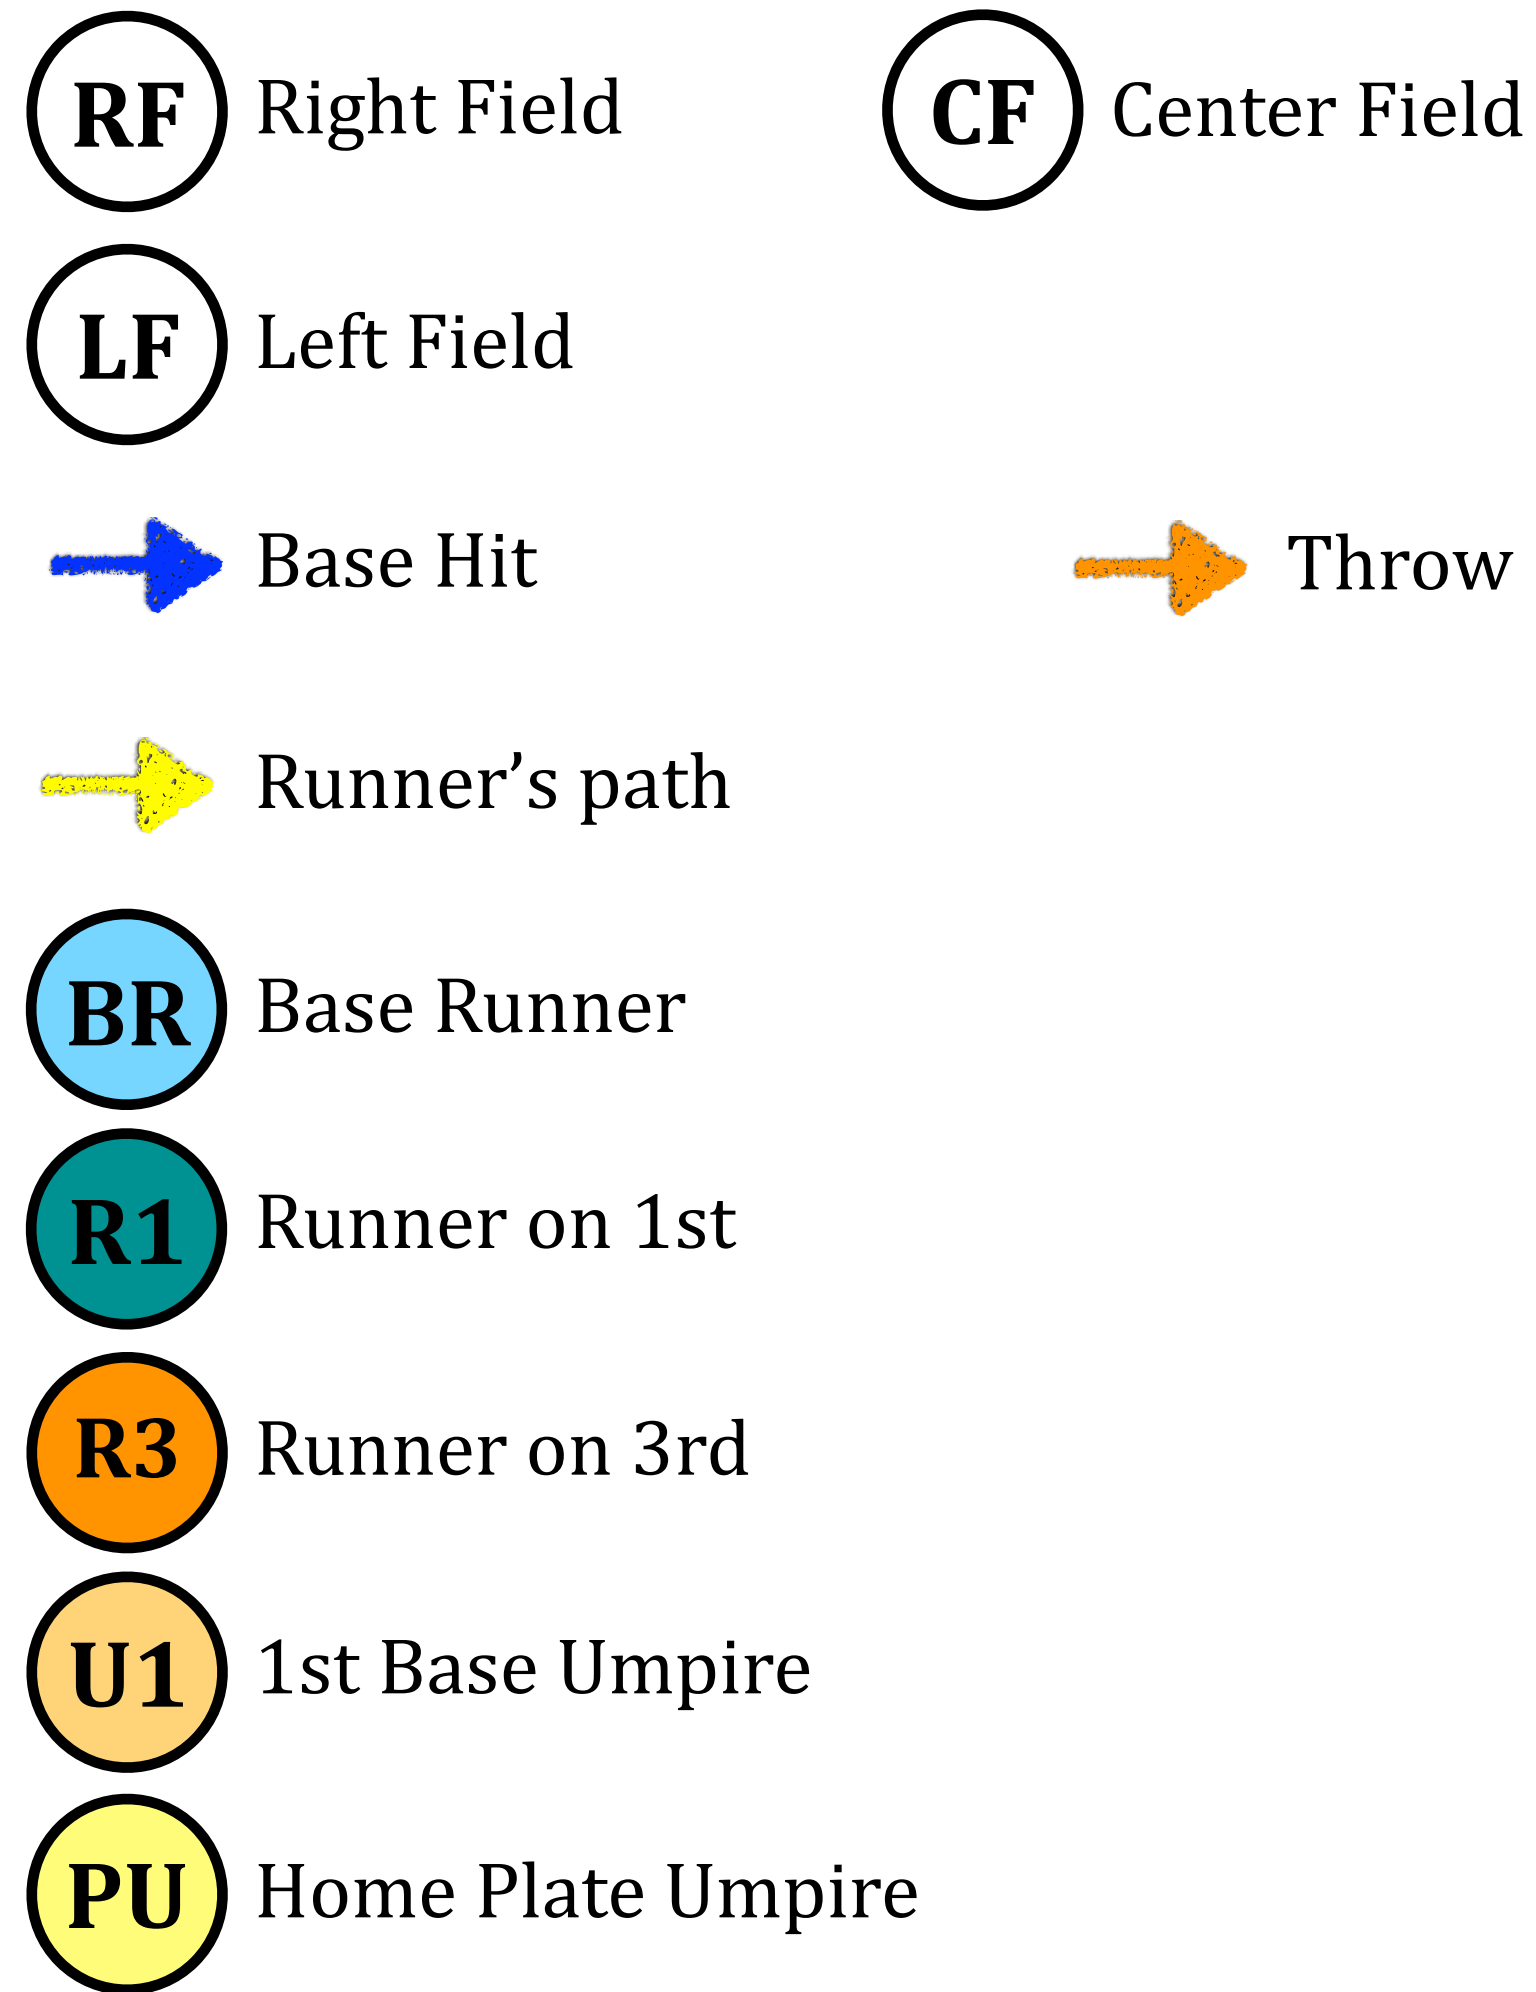 RF Right Field CF Center Field
LF Left Field
Base Hit Throw
Runner’s path
BR Base Runner
R1 Runner on 1st
R3 Runner on 3rd
U1 1st Base Umpire
PU Home Plate Umpire